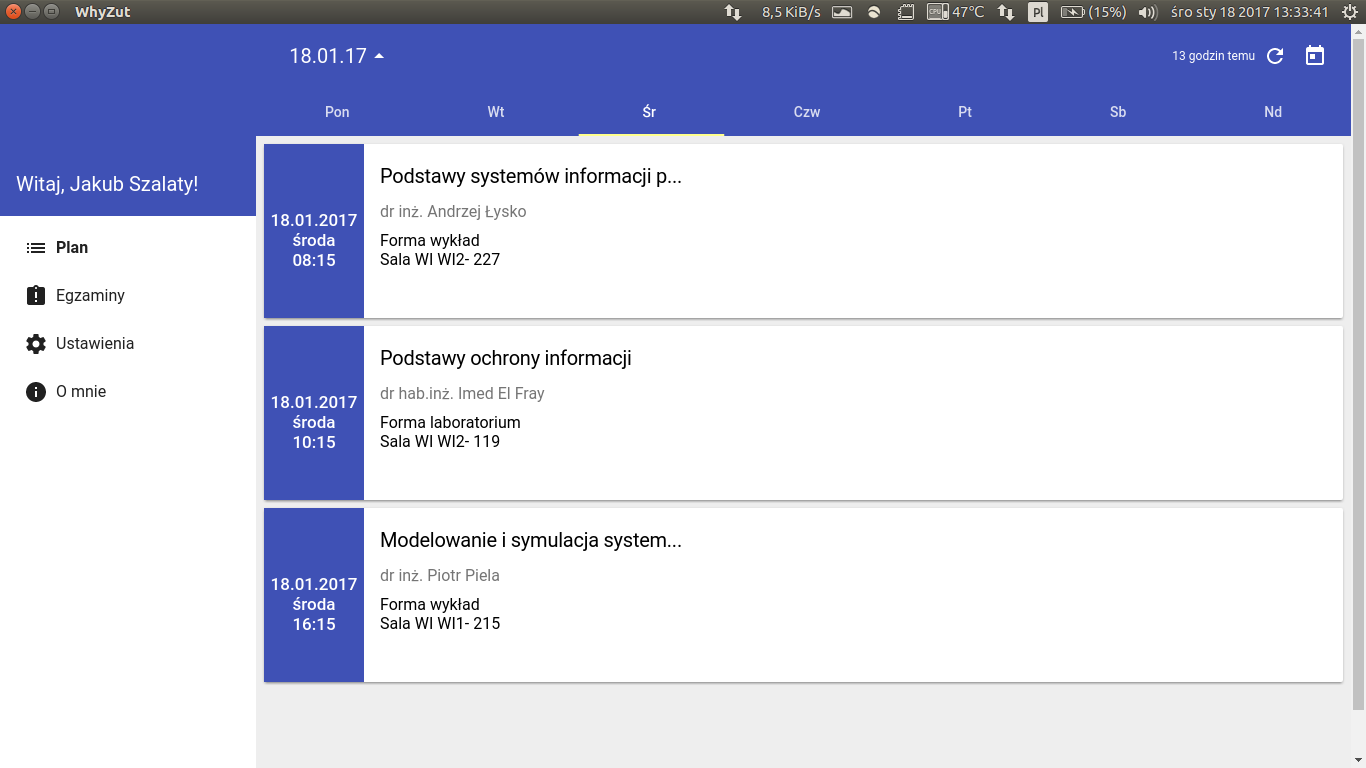 WhyZut
8,5 KiB/s
CPU
47°C
Pl
(15%)
śro sty 18 2017 13:33:41
18.01.17
13 godzin temu
Pon
Wt
Śr
Czw
Pt
Sb
Nd
Witaj, Jakub Szalaty!
Plan
Egzaminy
Ustawienia
O mnie
18.01.2017
środa
08:15
Podstawy systemów informacji p...
dr inż. Andrzej Łysko
Forma wykład
Sala WI WI2- 227
18.01.2017
środa
10:15
Podstawy ochrony informacji
dr hab.inż. Imed El Fray
Forma laboratorium
Sala WI WI2- 119
18.01.2017
środa
16:15
Modelowanie i symulacja system...
dr inż. Piotr Piela
Forma wykład
Sala WI WI1- 215